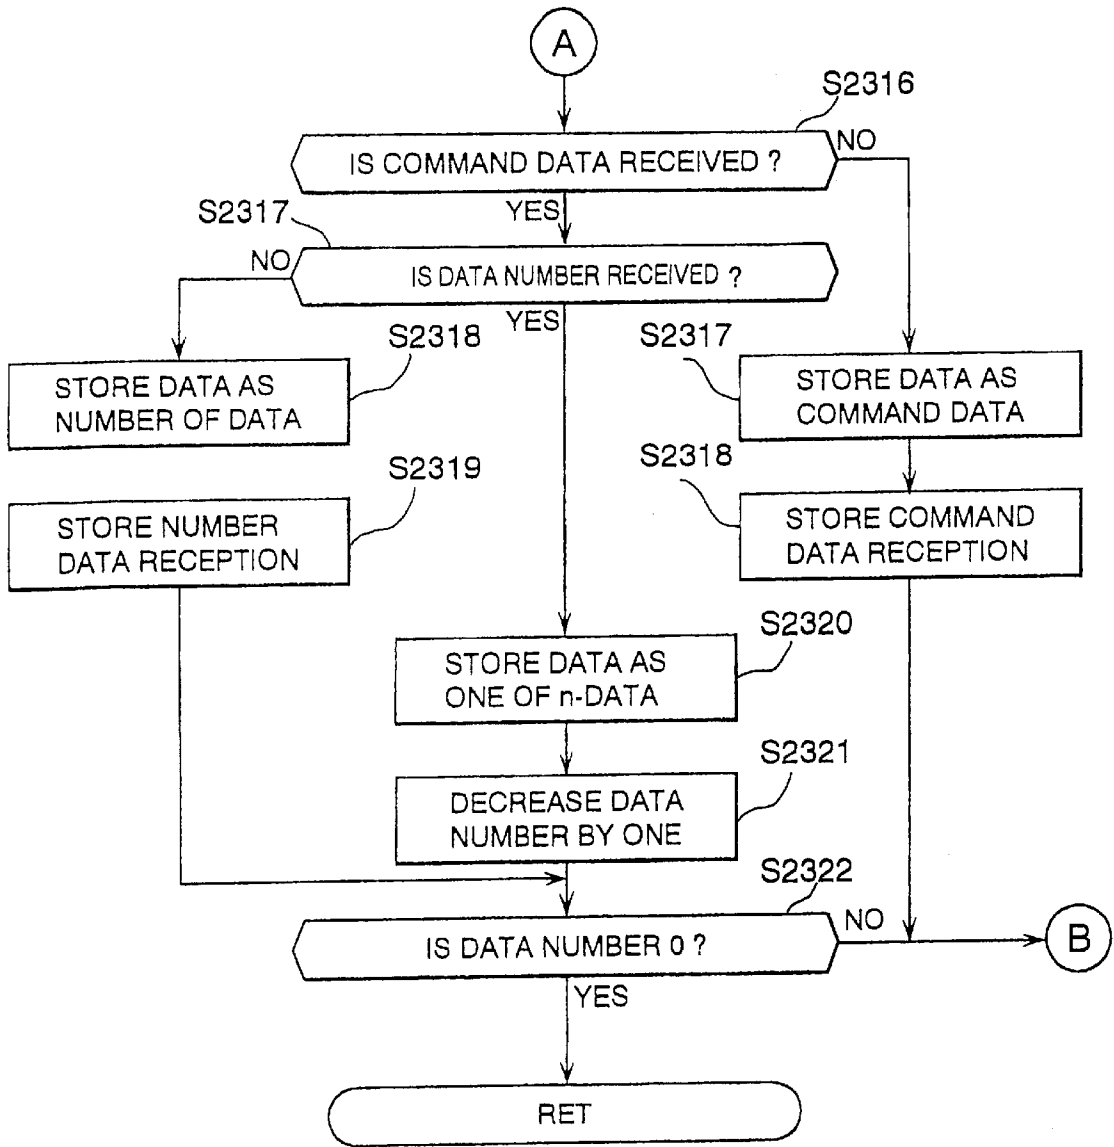 A
S2316
IS COMMAND DATA RECEIVED ?
NO
YES
S2317
NO
IS DATA NUMBER RECEIVED ?
YES
S2318
STORE DATA AS
NUMBER OF DATA
S2317
STORE DATA AS
COMMAND DATA
S2319
STORE NUMBER
DATA RECEPTION
S2318
STORE COMMAND
DATA RECEPTION
S2320
STORE DATA AS
ONE OF n-DATA
S2321
DECREASE DATA
NUMBER BY ONE
S2322
IS DATA NUMBER 0 ?
NO
B
YES
RET